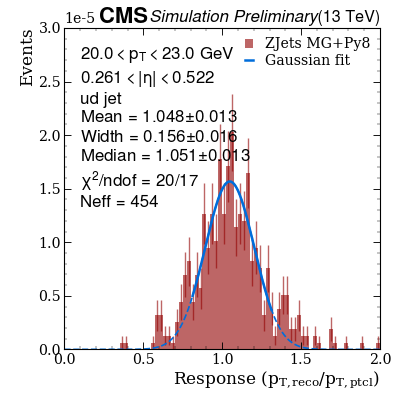 1e-5 CMS Simulation Preliminary (13 TeV)
Events
3.0
2.5
2.0
1.5
1.0
0.5
0.0
20.0 < p_T < 23.0 GeV
0.261 < |η| < 0.522
ud jet
Mean = 1.048±0.013
Width = 0.156±0.016
Median = 1.051±0.013
χ²/ndof = 20/17
Neff = 454
ZJets MG+Py8
Gaussian fit
0.0 0.5 1.0 1.5 2.0
Response (p_T,reco/p_T,ptcl)